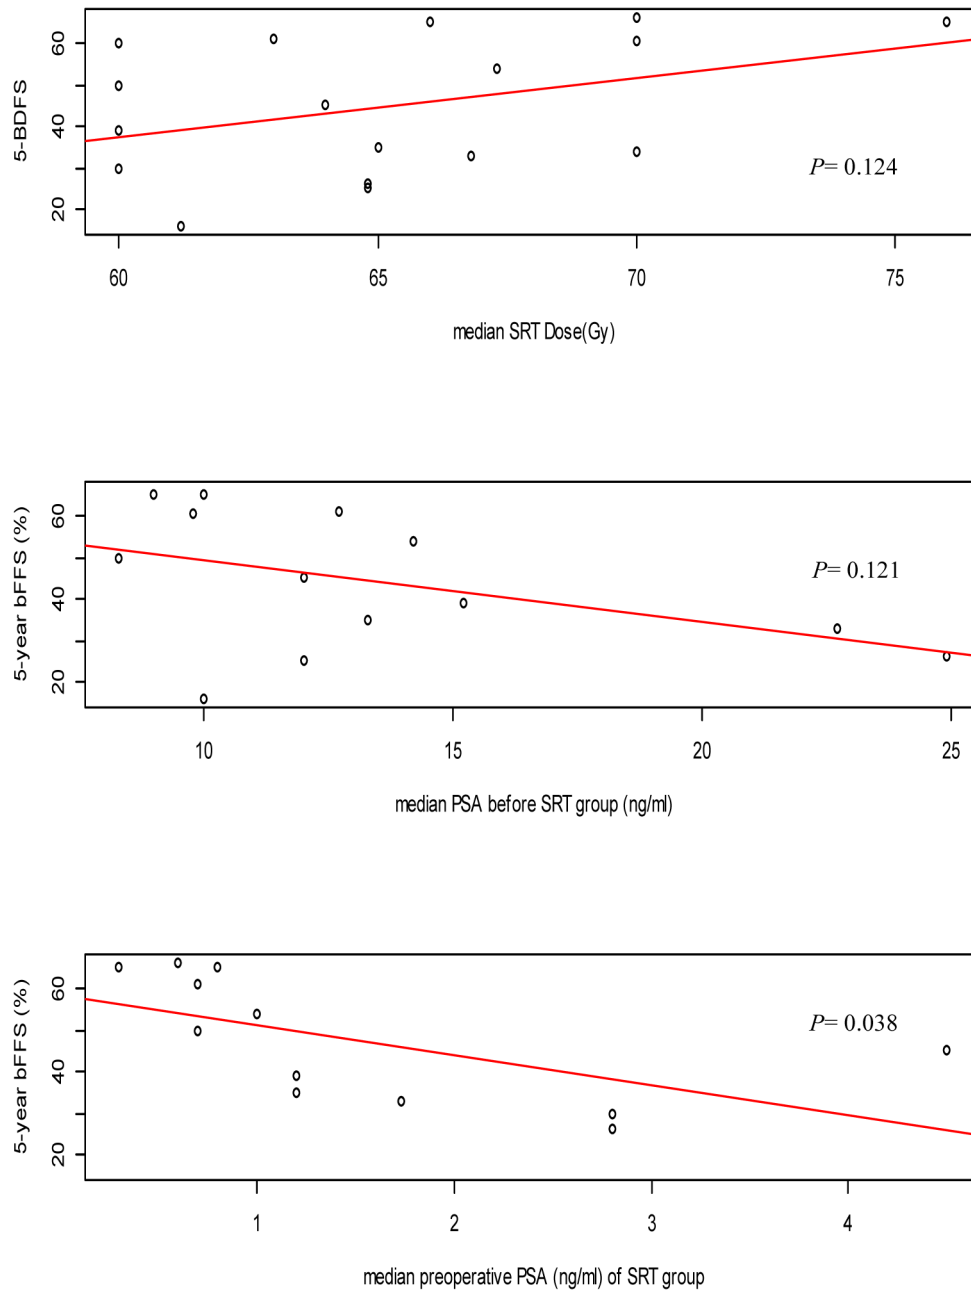 5-BDFS
60
40
20
P= 0.124
60
65
70
75
median SRT Dose(Gy)
5-year bFFS (%)
60
40
20
P= 0.121
10
15
20
25
median PSA before SRT group (ng/ml)
5-year bFFS (%)
60
40
20
P= 0.038
1
2
3
4
median preoperative PSA (ng/ml) of SRT group